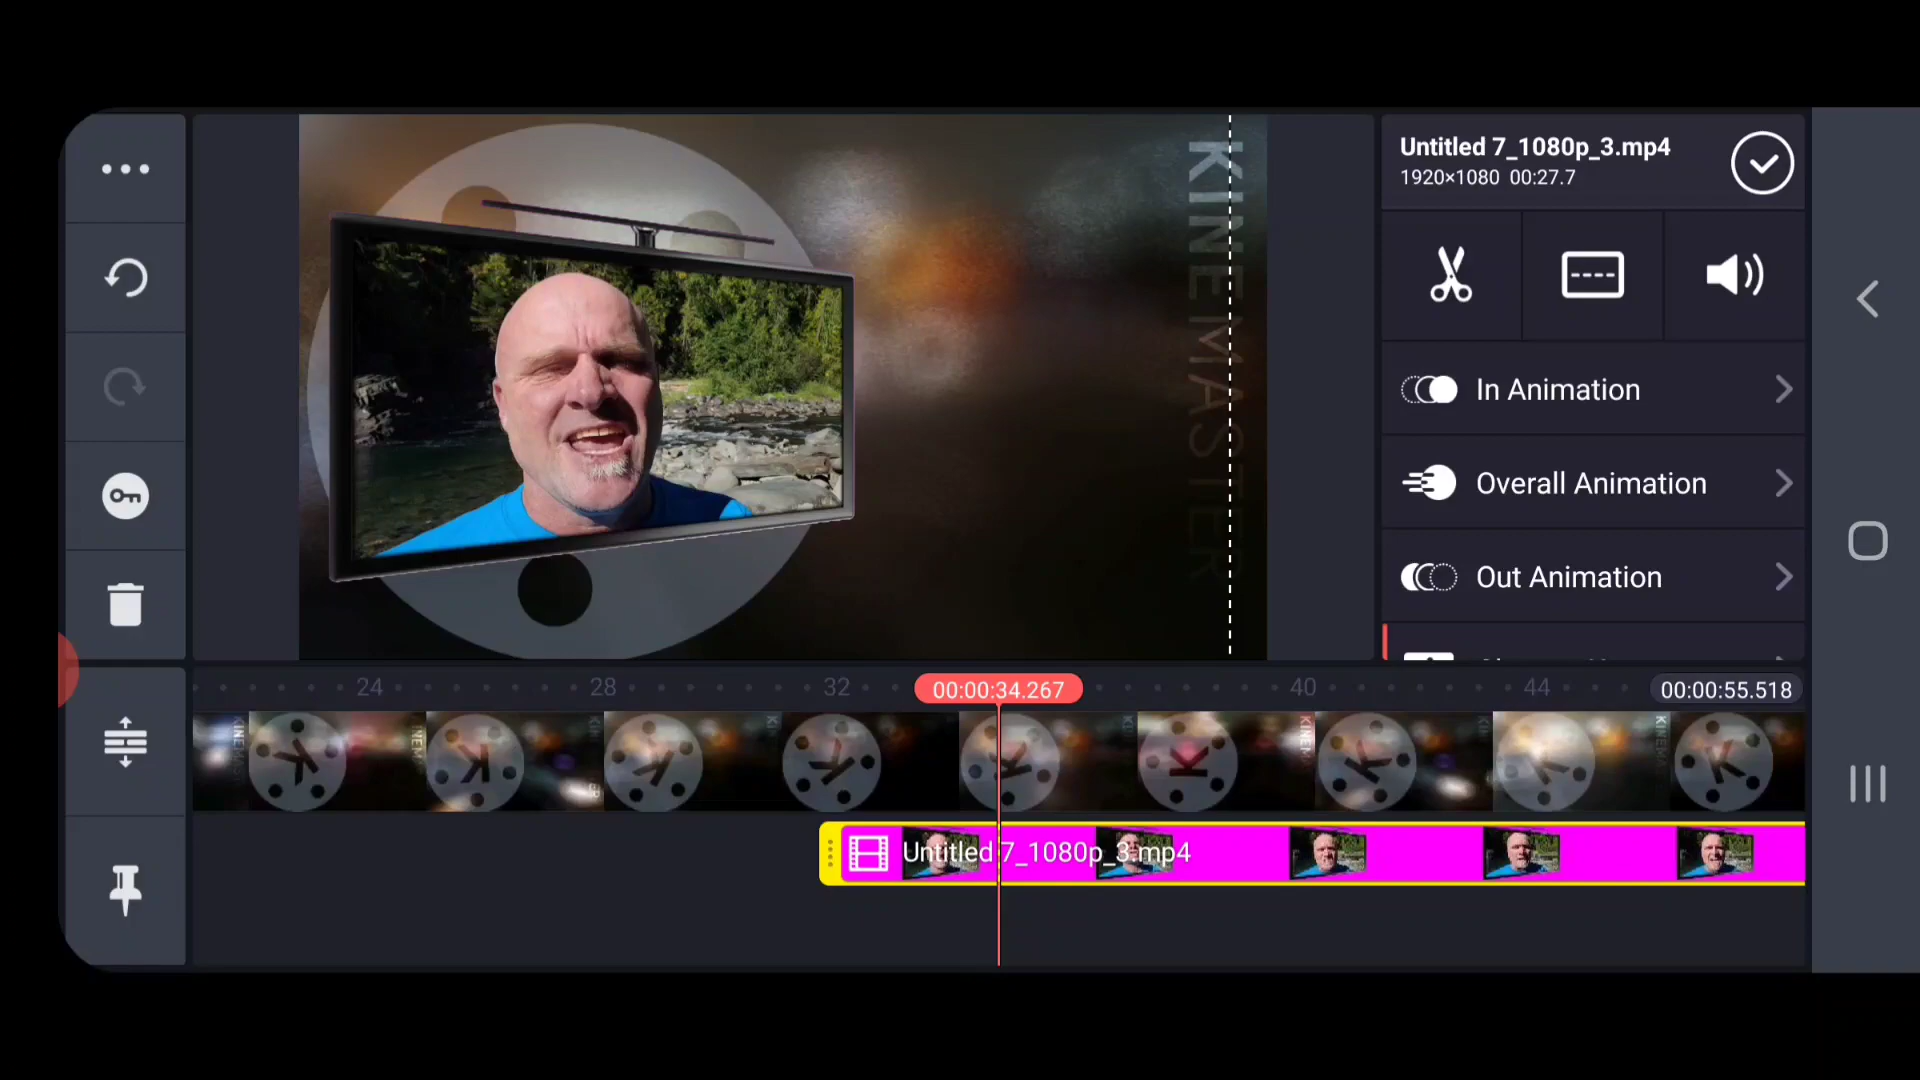 KINEMASTER
Untitled 7_1080p_3.mp4
1920×1080 00:27.7
In Animation
Overall Animation
Out Animation
24
28
32
00:00:34.267
40
44
00:00:55.518
Untitled 7_1080p_3.mp4